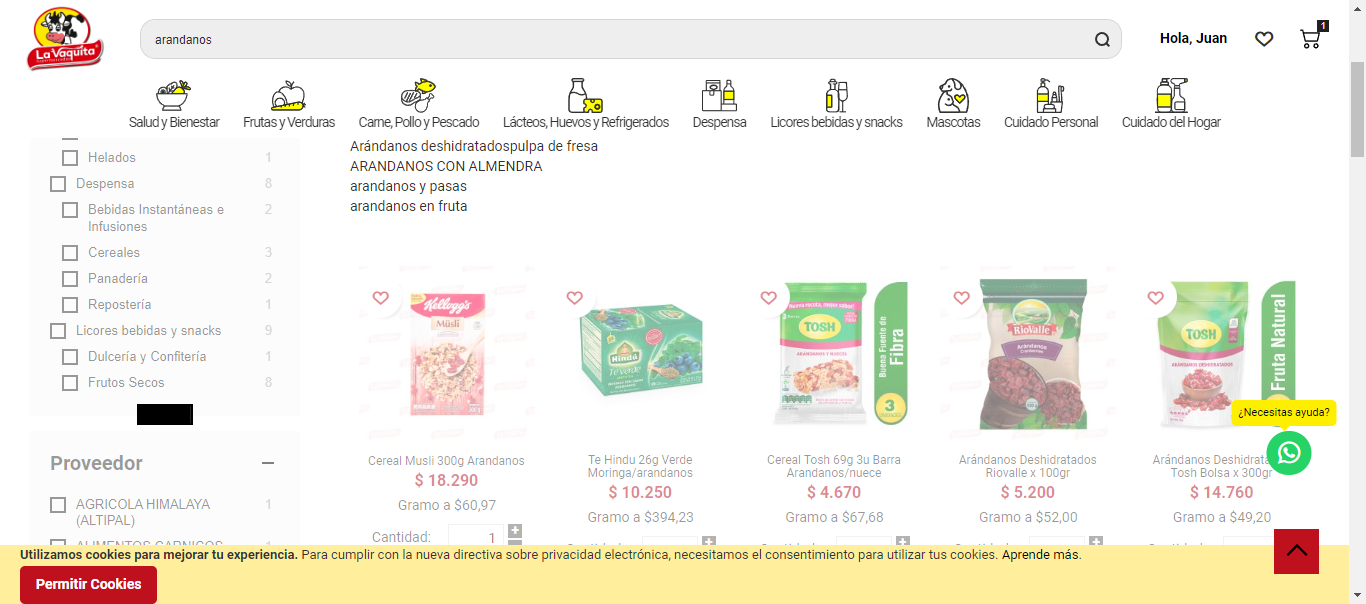 La Vaquita
arandanos
Hola, Juan
1
Salud y Bienestar
Frutas y Verduras
Carne, Pollo y Pescado
Lácteos, Huevos y Refrigerados
Despensa
Licores bebidas y snacks
Mascotas
Cuidado Personal
Cuidado del Hogar
Helados 1
Despensa 8
Bebidas Instantáneas e 2
Infusiones
Cereales 3
Panadería 2
Repostería 1
Licores bebidas y snacks 9
Dulcería y Confitería 1
Frutos Secos 8
Proveedor
AGRICOLA HIMALAYA 1
(ALTIPAL)
Arándanos deshidratadospulpa de fresa
ARANDANOS CON ALMENDRA
arandanos y pasas
arandanos en fruta
Kellogg's
Müsli
Cereal Musli 300g Arandanos
$ 18.290
Gramo a $60,97
Cantidad:
1
Hindú
Té Verde
Te Hindu 26g Verde
Moringa/arandanos
$ 10.250
Gramo a $394,23
TOSH
ARÁNDANOS Y NUECES
Buena Fuente de
Fibra
3
Cereal Tosh 69g 3u Barra
Arandanos/nuece
$ 4.670
Gramo a $67,68
RIOVALLE
Arándanos
Arándanos Deshidratados
Riovalle x 100gr
$ 5.200
Gramo a $52,00
TOSH
ARÁNDANOS DESHIDRATADOS
Fruta Natural
Tosh Bolsa x 300gr
$ 14.760
Gramo a $49,20
¿Necesitas ayuda?
Utilizamos cookies para mejorar tu experiencia. Para cumplir con la nueva directiva sobre privacidad electrónica, necesitamos el consentimiento para utilizar tus cookies. Aprende más.
Permitir Cookies